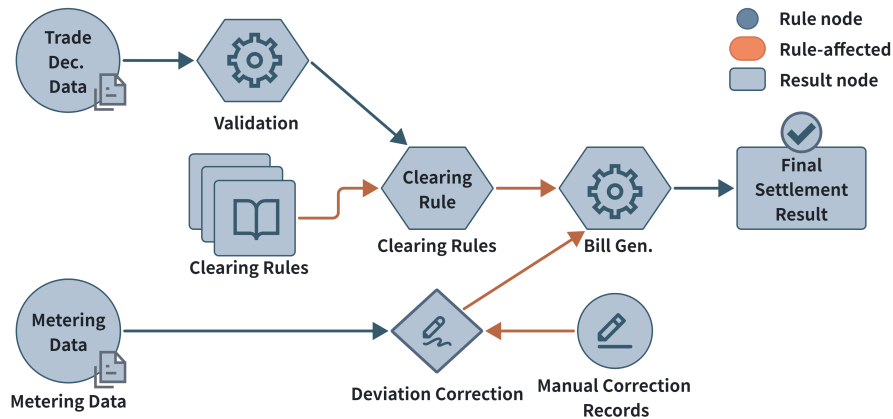 Trade
Dec.
Data
Validation
Rule node
Rule-affected
Result node
Clearing Rules
Clearing
Rule
Clearing Rules
Bill Gen.
Final
Settlement
Result
Metering
Data
Metering Data
Deviation Correction
Manual Correction
Records